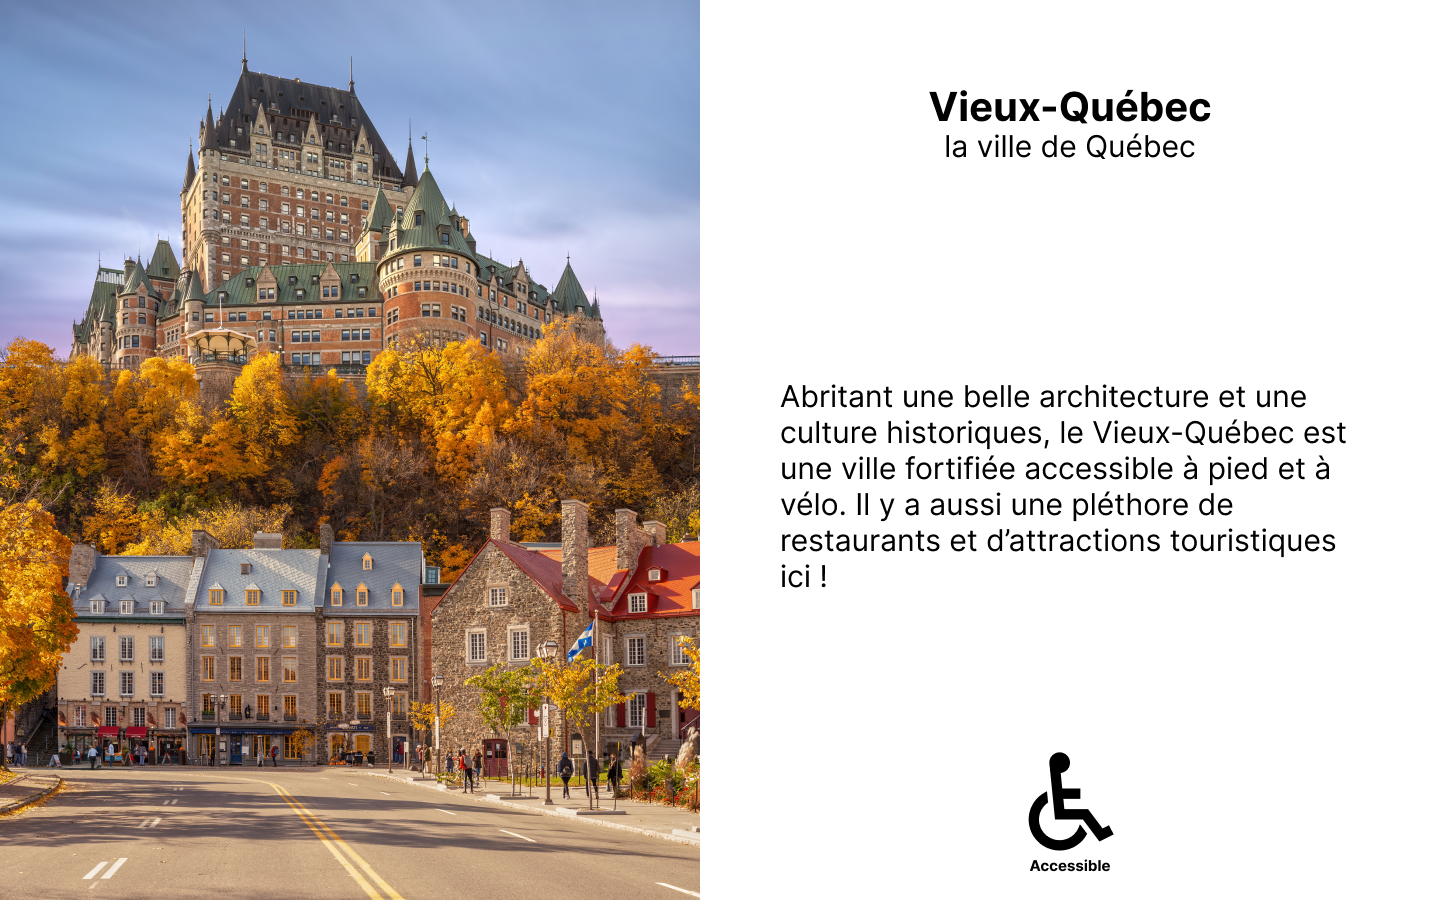 Vieux-Québec
la ville de Québec
Abritant une belle architecture et une
culture historiques, le Vieux-Québec est
une ville fortifiée accessible à pied et à
vélo. Il y a aussi une pléthore de
restaurants et d’attractions touristiques
ici !
Accessible